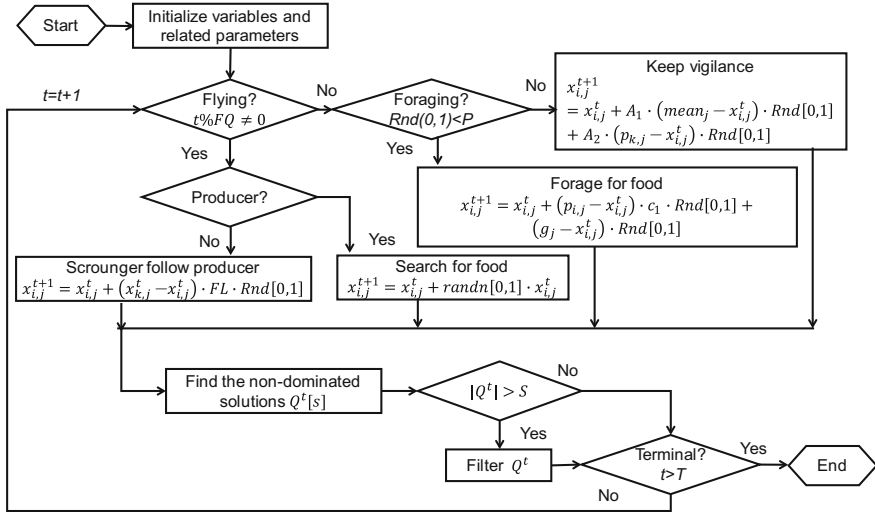 Start
Initialize variables and
related parameters
t=t+1
Flying?
t%FQ ≠ 0
No
Foraging?
Rnd(0,1)<P
No
Keep vigilance
x_{i,j}^{t+1}
= x_{i,j}^{t} + A_1 · (mean_j − x_{i,j}^{t}) · Rnd[0,1]
+ A_2 · (p_{k,j} − x_{i,j}^{t}) · Rnd[0,1]
Yes
Yes
Producer?
Forage for food
x_{i,j}^{t+1} = x_{i,j}^{t} + (p_{i,j} − x_{i,j}^{t}) · c_1 · Rnd[0,1] +
(g_j − x_{i,j}^{t}) · Rnd[0,1]
No
Yes
Scrounger follow producer
x_{i,j}^{t+1} = x_{i,j}^{t} + (x_{k,j}^{t} − x_{i,j}^{t}) · FL · Rnd[0,1]
Search for food
x_{i,j}^{t+1} = x_{i,j}^{t} + randn[0,1] · x_{i,j}^{t}
Find the non-dominated
solutions Q^t[s]
|Q^t| > S
No
Yes
Filter Q^t
Terminal?
t>T
Yes
No
End